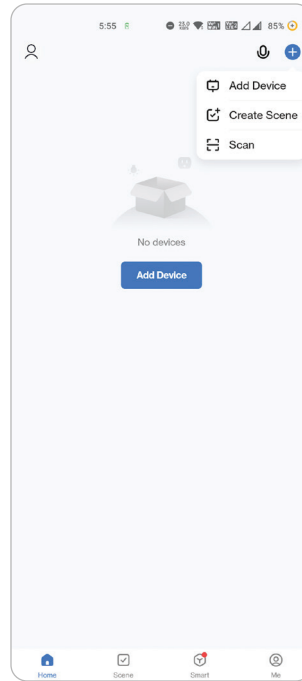 5:55 85%
Add Device
Create Scene
Scan
No devices
Add Device
Home Scene Smart Me